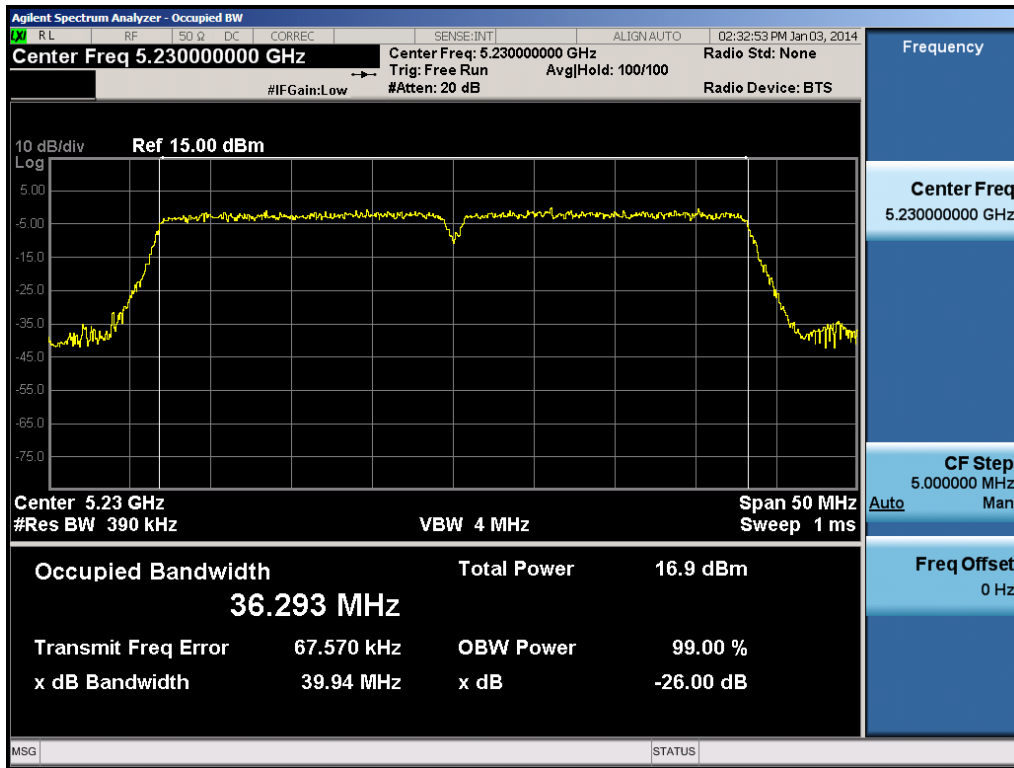 Agilent Spectrum Analyzer - Occupied BW
LXI RL RF 50 Ω DC CORREC SENSE:INT ALIGN AUTO 02:32:53 PM Jan 03, 2014
Center Freq 5.230000000 GHz
Center Freq: 5.230000000 GHz Radio Std: None
Trig: Free Run Avg|Hold: 100/100
#IFGain:Low #Atten: 20 dB Radio Device: BTS
10 dB/div Ref 15.00 dBm
Log
5.00
-5.00
-15.0
-25.0
-35.0
-45.0
-55.0
-65.0
-75.0
Center 5.23 GHz Span 50 MHz
#Res BW 390 kHz VBW 4 MHz Sweep 1 ms
Occupied Bandwidth Total Power 16.9 dBm
36.293 MHz
Transmit Freq Error 67.570 kHz OBW Power 99.00 %
x dB Bandwidth 39.94 MHz x dB -26.00 dB
MSG STATUS
Frequency
Center Freq
5.230000000 GHz
CF Step
5.000000 MHz
Auto Man
Freq Offset
0 Hz